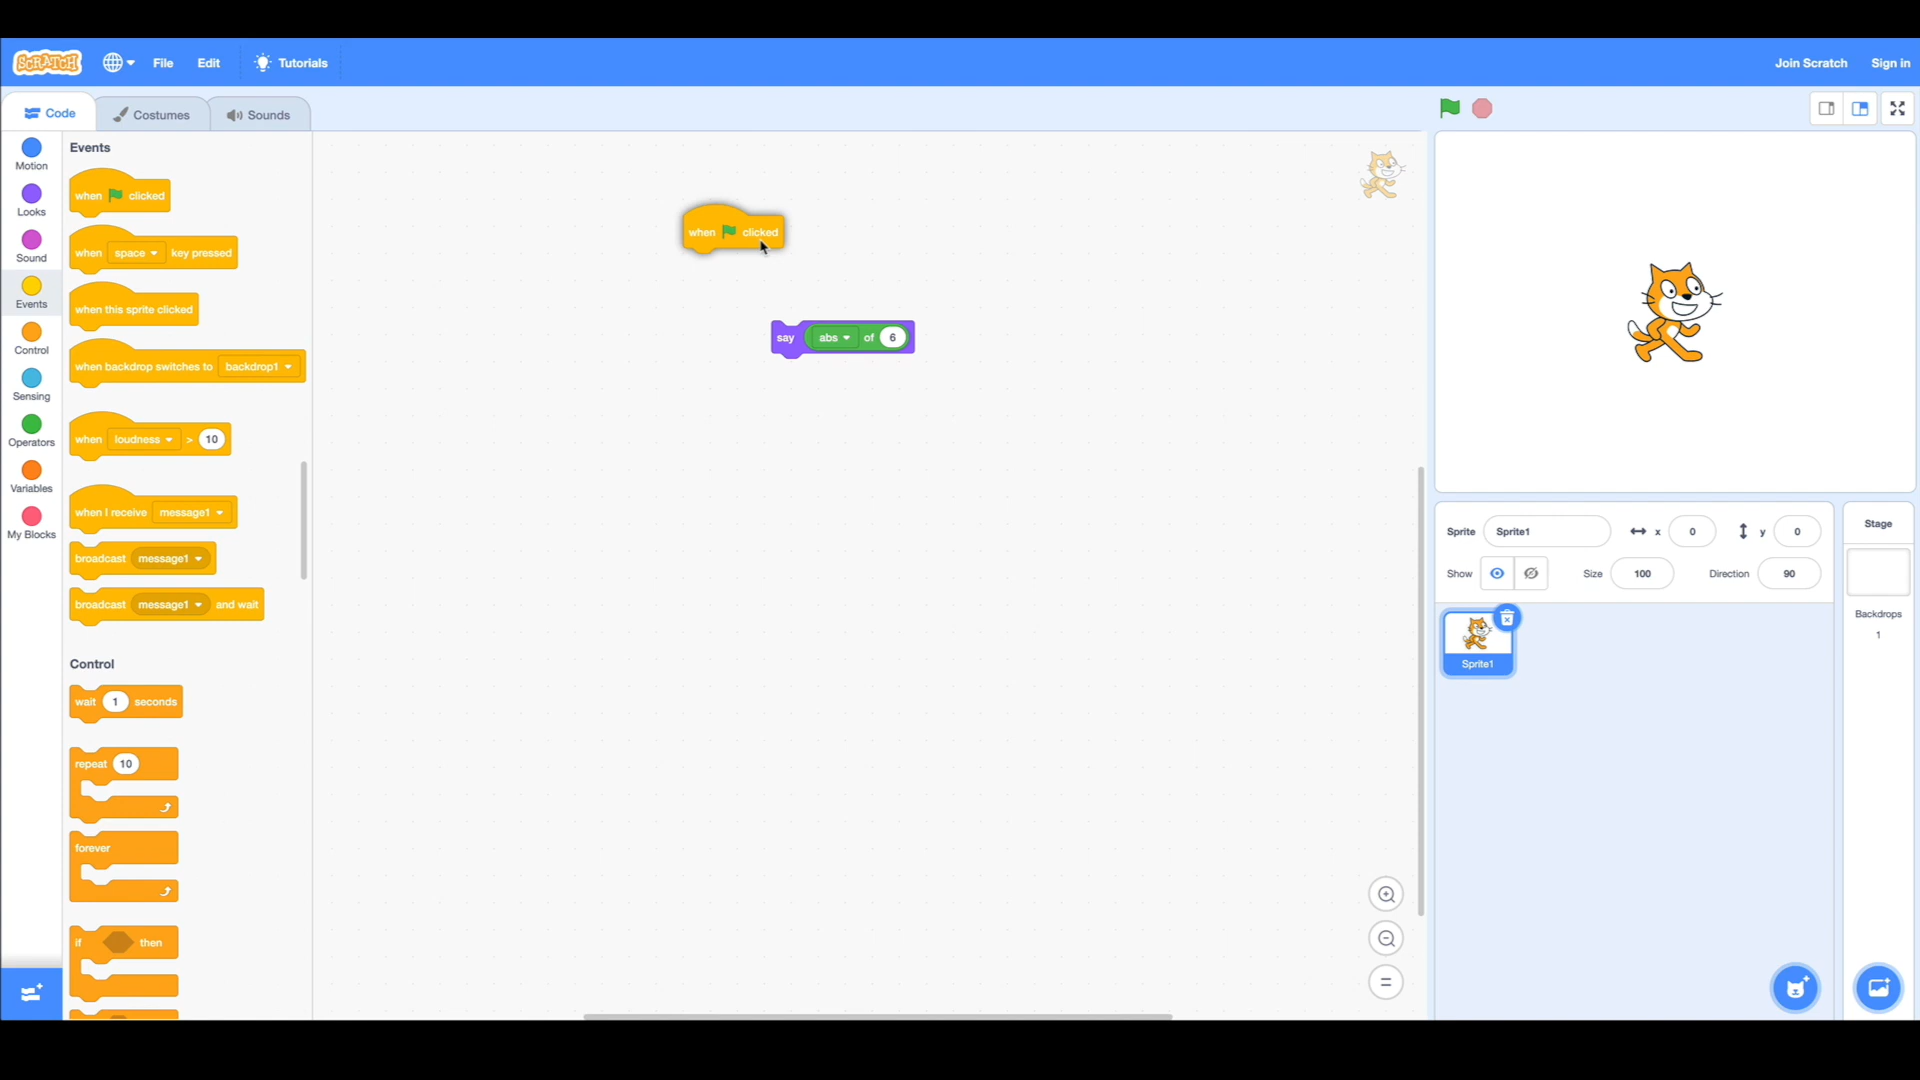 SCRATCH File Edit Tutorials Join Scratch Sign in
Code Costumes Sounds
Motion
Looks
Sound
Events
Control
Sensing
Operators
Variables
My Blocks
Events
when clicked
when space key pressed
when this sprite clicked
when backdrop switches to backdrop1
when loudness > 10
when I receive message1
broadcast message1
broadcast message1 and wait
Control
wait 1 seconds
repeat 10
forever
if then
when clicked
say abs of 6
Sprite Sprite1 x 0 y 0
Show Size 100 Direction 90
Sprite1
Stage
Backdrops
1